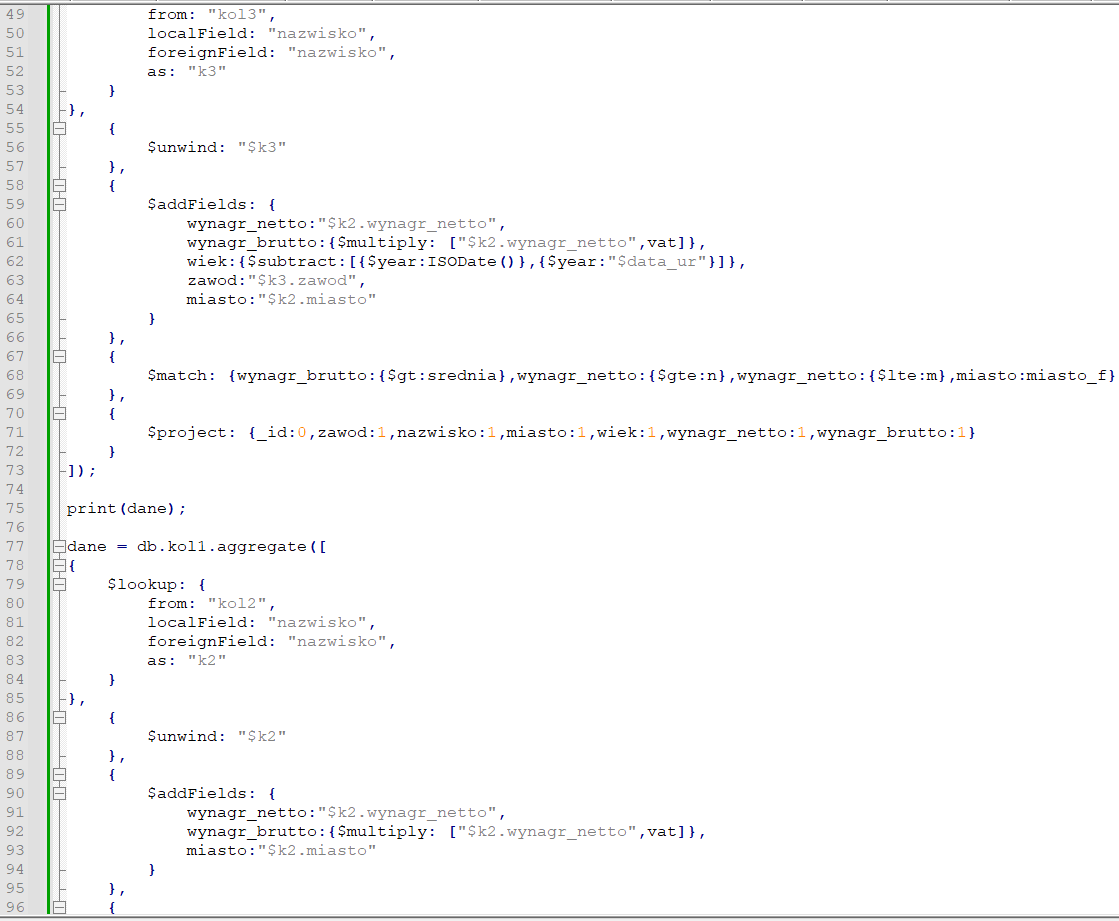 49 from: "kol3",
50 localField: "nazwisko",
51 foreignField: "nazwisko",
52 as: "k3"
53 }
54 },
55 {
56 $unwind: "$k3"
57 },
58 {
59 $addFields: {
60 wynagr_netto:"$k2.wynagr_netto",
61 wynagr_brutto:{$multiply: ["$k2.wynagr_netto",vat]},
62 wiek:{$subtract:[{$year:ISODate()},{$year:"$data_ur"}]},
63 zawod:"$k3.zawod",
64 miasto:"$k2.miasto"
65 }
66 },
67 {
68 $match: {wynagr_brutto:{$gt:srednia},wynagr_netto:{$gte:n},wynagr_netto:{$lte:m},miasto:miasto_f}
69 },
70 {
71 $project: {_id:0,zawod:1,nazwisko:1,miasto:1,wiek:1,wynagr_netto:1,wynagr_brutto:1}
72 }
73 ]);
74
75 print(dane);
76
77 dane = db.kol1.aggregate([
78 {
79 $lookup: {
80 from: "kol2",
81 localField: "nazwisko",
82 foreignField: "nazwisko",
83 as: "k2"
84 }
85 },
86 {
87 $unwind: "$k2"
88 },
89 {
90 $addFields: {
91 wynagr_netto:"$k2.wynagr_netto",
92 wynagr_brutto:{$multiply: ["$k2.wynagr_netto",vat]},
93 miasto:"$k2.miasto"
94 }
95 },
96 {